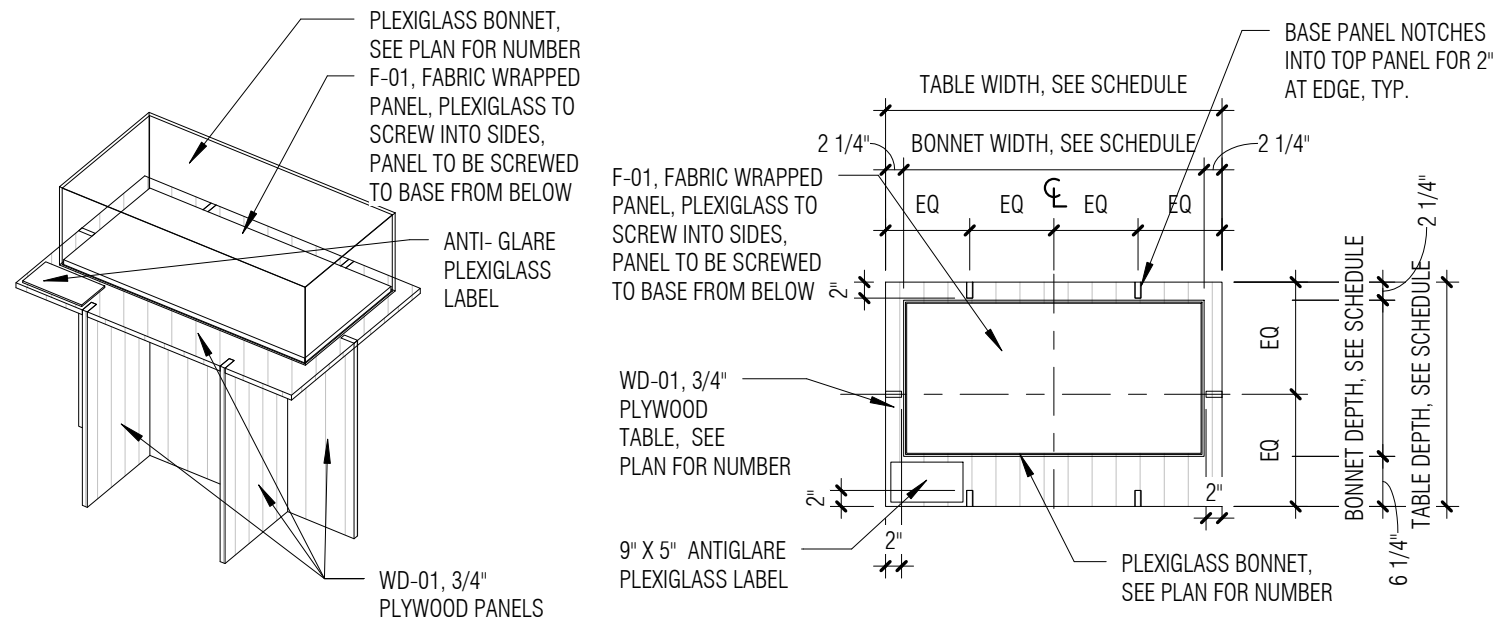 PLEXIGLASS BONNET,
SEE PLAN FOR NUMBER
F-01, FABRIC WRAPPED
PANEL, PLEXIGLASS TO
SCREW INTO SIDES,
PANEL TO BE SCREWED
TO BASE FROM BELOW
ANTI- GLARE
PLEXIGLASS
LABEL
WD-01, 3/4"
PLYWOOD PANELS
BASE PANEL NOTCHES
INTO TOP PANEL FOR 2"
AT EDGE, TYP.
TABLE WIDTH, SEE SCHEDULE
2 1/4"
BONNET WIDTH, SEE SCHEDULE
2 1/4"
F-01, FABRIC WRAPPED
PANEL, PLEXIGLASS TO
SCREW INTO SIDES,
PANEL TO BE SCREWED
TO BASE FROM BELOW
CL
EQ
EQ
EQ
EQ
2"
WD-01, 3/4"
PLYWOOD
TABLE, SEE
PLAN FOR NUMBER
2"
9" X 5" ANTIGLARE
PLEXIGLASS LABEL
2"
PLEXIGLASS BONNET,
SEE PLAN FOR NUMBER
2"
EQ
EQ
BONNET DEPTH, SEE SCHEDULE
2 1/4"
6 1/4"
TABLE DEPTH, SEE SCHEDULE